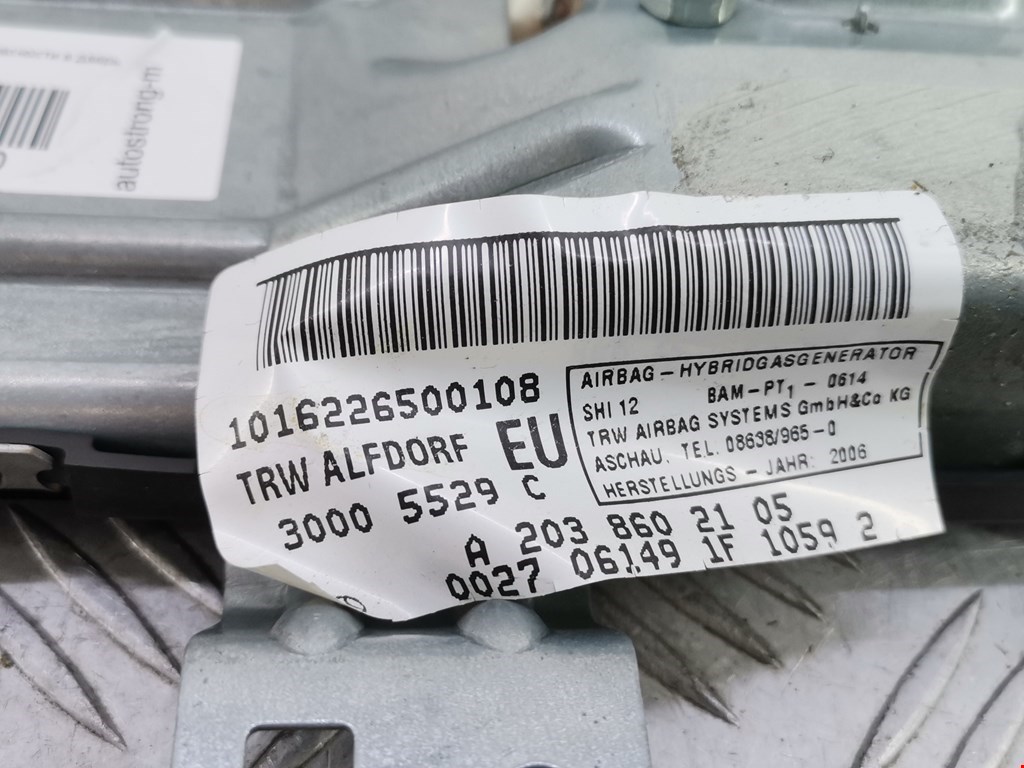 autostrong-m
1016226500108
TRW ALFDORF EU
3000 5529 C
AIRBAG-HYBRIDGASGENERATOR
SHI 12 BAM-PT1-0614
TRW AIRBAG SYSTEMS GmbH&Co KG
ASCHAU. TEL. 08638/965-0
HERSTELLUNGS-JAHR: 2006
A 203 860 21 05
0027 06149 1F 1059 2